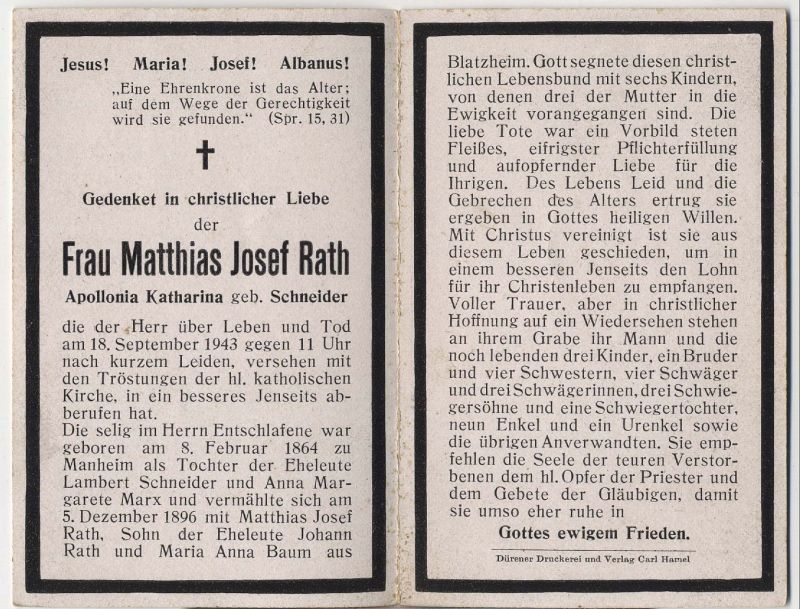 Jesus! Maria! Josef! Albanus!
„Eine Ehrenkrone ist das Alter;
auf dem Wege der Gerechtigkeit
wird sie gefunden.“ (Spr. 15, 31)
Gedenket in christlicher Liebe
der
Frau Matthias Josef Rath
Apollonia Katharina geb. Schneider
die der Herr über Leben und Tod
am 18. September 1943 gegen 11 Uhr
nach kurzem Leiden, versehen mit
den Tröstungen der hl. katholischen
Kirche, in ein besseres Jenseits ab-
berufen hat.
Die selig im Herrn Entschlafene war
geboren am 8. Februar 1864 zu
Manheim als Tochter der Eheleute
Lambert Schneider und Anna Mar-
garete Marx und vermählte sich am
5. Dezember 1896 mit Matthias Josef
Rath, Sohn der Eheleute Johann
Rath und Maria Anna Baum aus
Blatzheim. Gott segnete diesen christ-
lichen Lebensbund mit sechs Kindern,
von denen drei der Mutter in die
Ewigkeit vorangegangen sind. Die
liebe Tote war ein Vorbild steten
Fleißes, eifrigster Pflichterfüllung
und aufopfernder Liebe für die
Ihrigen. Des Lebens Leid und die
Gebrechen des Alters ertrug sie
ergeben in Gottes heiligen Willen.
Mit Christus vereinigt ist sie aus
diesem Leben geschieden, um in
einem besseren Jenseits den Lohn
für ihr Christenleben zu empfangen.
Voller Trauer, aber in christlicher
Hoffnung auf ein Wiedersehen stehen
an ihrem Grabe ihr Mann und die
noch lebenden drei Kinder, ein Bruder
und vier Schwestern, vier Schwäger
und drei Schwägerinnen, drei Schwie-
gersöhne und eine Schwiegertochter,
neun Enkel und ein Urenkel sowie
die übrigen Anverwandten. Sie emp-
fehlen die Seele der teuren Verstor-
benen dem hl. Opfer der Priester und
dem Gebete der Gläubigen, damit
sie umso eher ruhe in
Gottes ewigem Frieden.
Dürener Druckerei und Verlag Carl Hamel